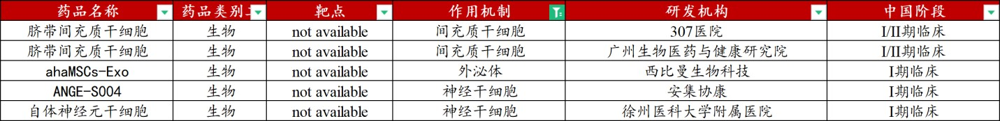 药品名称 药品类别二 靶点 作用机制 研发机构 中国阶段
脐带间充质干细胞 生物 not available 间充质干细胞 307医院 I/II期临床
脐带间充质干细胞 生物 not available 间充质干细胞 广州生物医药与健康研究院 I/II期临床
ahaMSCs-Exo 生物 not available 外泌体 西比曼生物科技 I期临床
ANGE-S004 生物 not available 神经干细胞 安集协康 I期临床
自体神经元干细胞 生物 not available 神经干细胞 徐州医科大学附属医院 I期临床